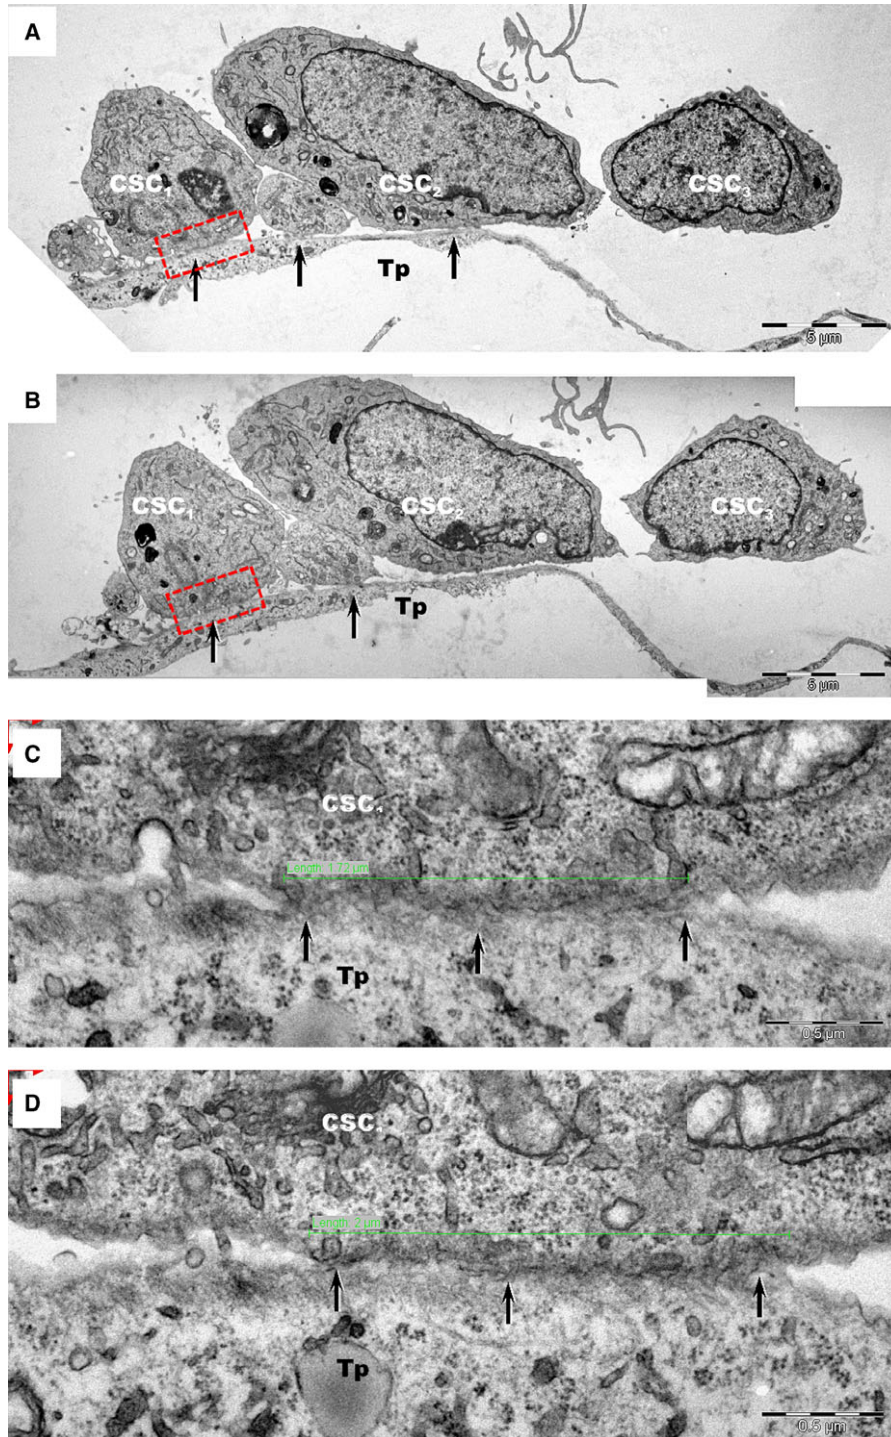 A
CSC₁
CSC₂
CSC₃
Tp
5 µm
B
CSC₁
CSC₂
CSC₃
Tp
5 µm
C
CSC₁
Length: 1.73 µm
Tp
0.5 µm
D
CSC
Length: 2 µm
Tp
0.5 µm